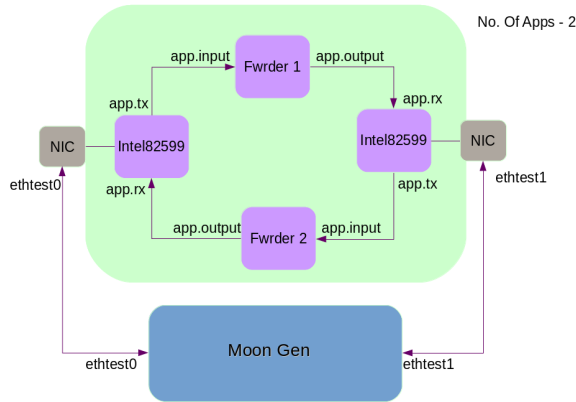 No. Of Apps - 2
app.input
Fwrder 1
app.output
app.tx
app.rx
NIC
Intel82599
Intel82599
NIC
ethtest0
app.rx
app.tx
ethtest1
app.output
Fwrder 2
app.input
Moon Gen
ethtest0
ethtest1